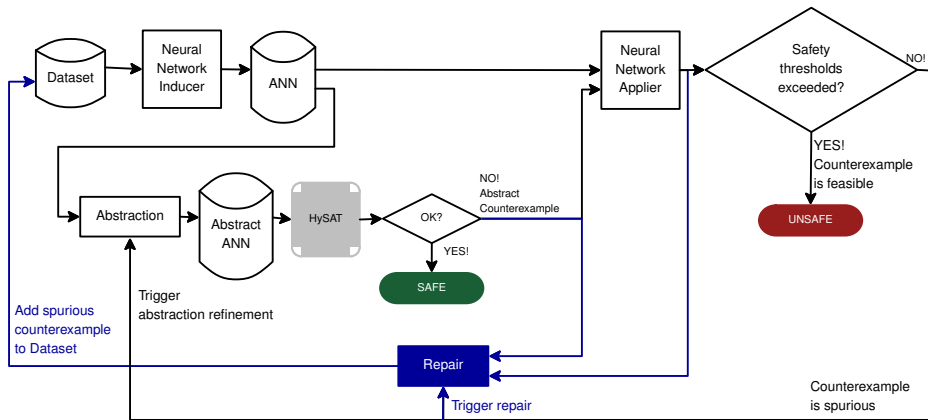 Dataset
Neural
Network
Inducer
ANN
Neural
Network
Applier
Safety
thresholds
exceeded?
NO!
YES!
Counterexample
is feasible
UNSAFE
Abstraction
Abstract
ANN
HySAT
OK?
NO!
Abstract
Counterexample
YES!
SAFE
Trigger
abstraction refinement
Add spurious
counterexample
to Dataset
Repair
Trigger repair
Counterexample
is spurious